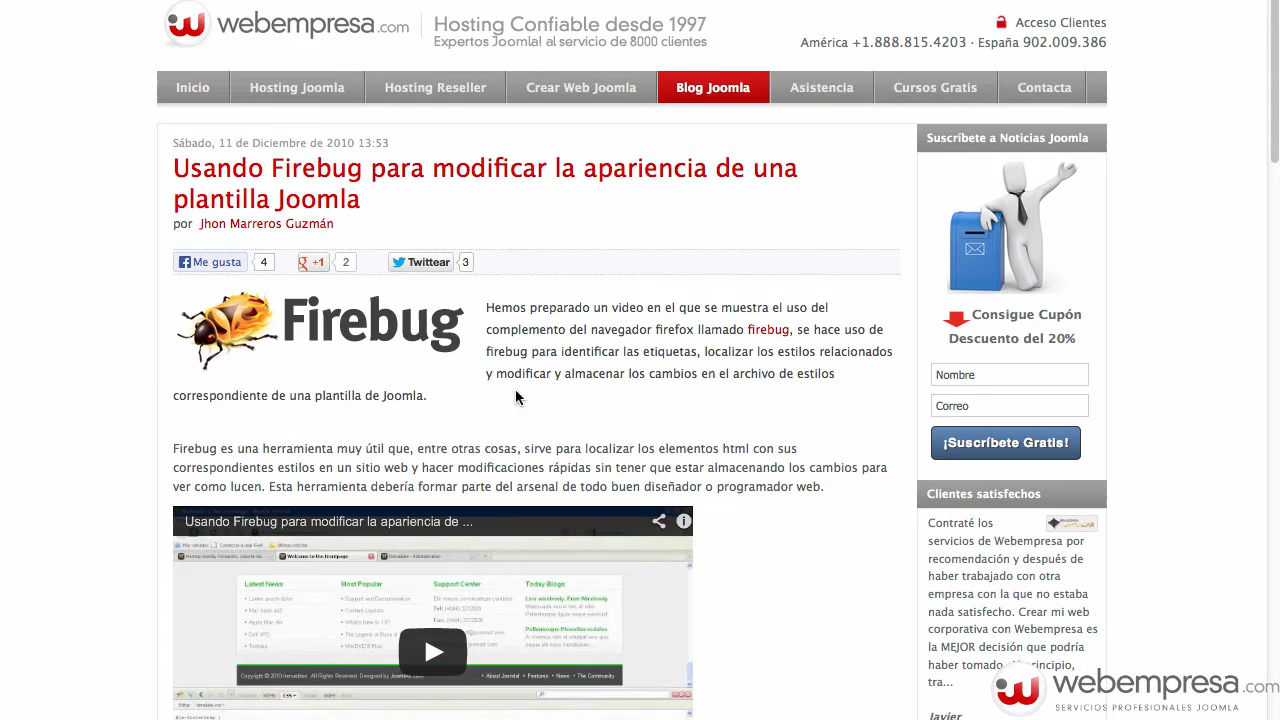 webempresa.com
Hosting Confiable desde 1997
Expertos Joomla! al servicio de 8000 clientes
Acceso Clientes
América +1.888.815.4203 · España 902.009.386
Inicio
Hosting Joomla
Hosting Reseller
Crear Web Joomla
Blog Joomla
Asistencia
Cursos Gratis
Contacta
Sábado, 11 de Diciembre de 2010 13:53
Usando Firebug para modificar la apariencia de una
plantilla Joomla
por Jhon Marreros Guzmán
Me gusta 4
+1 2
Twittear 3
Firebug
Hemos preparado un video en el que se muestra el uso del
complemento del navegador firefox llamado firebug, se hace uso de
firebug para identificar las etiquetas, localizar los estilos relacionados
y modificar y almacenar los cambios en el archivo de estilos
correspondiente de una plantilla de Joomla.
Firebug es una herramienta muy útil que, entre otras cosas, sirve para localizar los elementos html con sus
correspondientes estilos en un sitio web y hacer modificaciones rápidas sin tener que estar almacenando los cambios para
ver como lucen. Esta herramienta debería formar parte del arsenal de todo buen diseñador o programador web.
Usando Firebug para modificar la apariencia de ...
Welcome to the Frontpage
Latest News
Most Popular
Support Center
Today Blogs
Suscríbete a Noticias Joomla
Consigue Cupón
Descuento del 20%
Nombre
Correo
¡Suscríbete Gratis!
Clientes satisfechos
Contraté los
servicios de Webempresa por
recomendación y después de
haber trabajado con otra
empresa con la que no estaba
nada satisfecho. Crear mi web
corporativo con Webempresa es
la MEJOR decisión que podría
haber tomado. Al principio,
tra...
Javier
webempresa.com
SERVICIOS PROFESIONALES JOOMLA